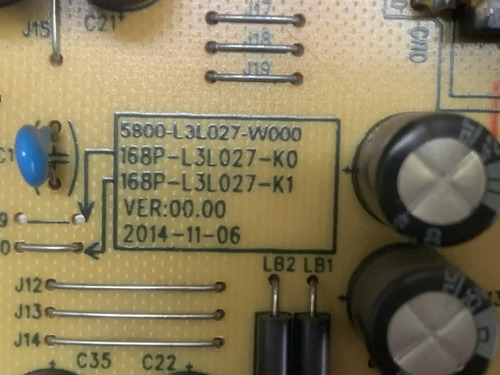 J17
J15
C21
J18
GND
J19
5800-L3L027-W000
168P-L3L027-K0
168P-L3L027-K1
VER:00.00
2014-11-06
LB2 LB1
J12
J13
J14
C35
C22